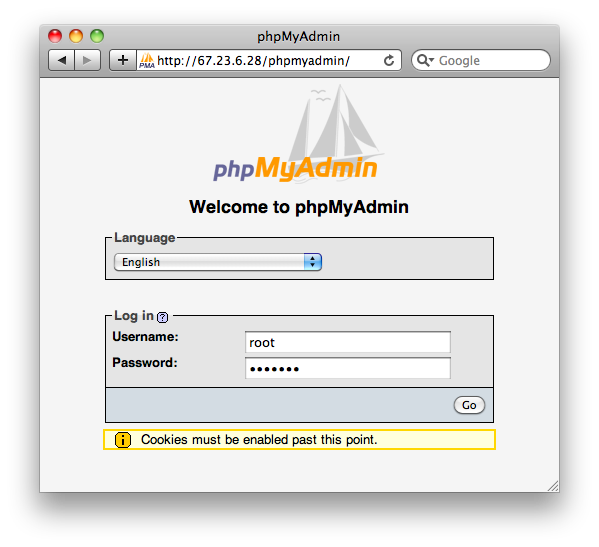 phpMyAdmin
http://67.23.6.28/phpmyadmin/
Google
PMA
phpMyAdmin
Welcome to phpMyAdmin
Language
English
Log in ?
Username:
root
Password:
•••••••
Go
i Cookies must be enabled past this point.